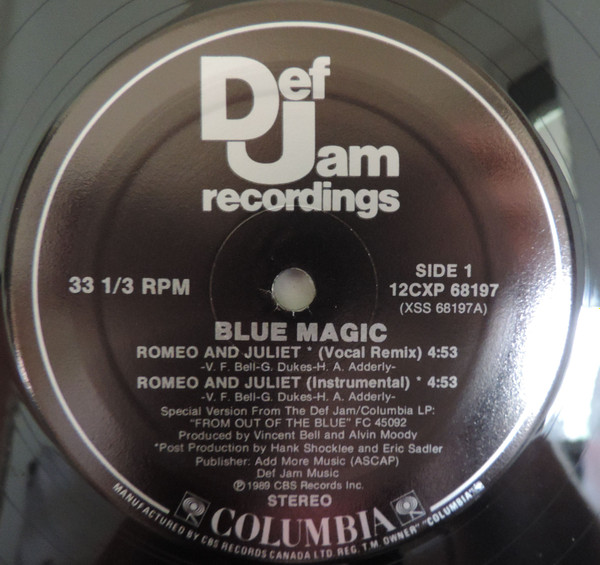 Def
Jam
recordings
33 1/3 RPM
SIDE 1
12CXP 68197
(XSS 68197A)
BLUE MAGIC
ROMEO AND JULIET * (Vocal Remix) 4:53
-V. F. Bell-G. Dukes-H. A. Adderly-
ROMEO AND JULIET (Instrumental) * 4:53
-V. F. Bell-G. Dukes-H. A. Adderly-
Special Version From The Def Jam/Columbia LP:
"FROM OUT OF THE BLUE" FC 45092
Produced by Vincent Bell and Alvin Moody
*Post Production by Hank Shocklee and Eric Sadler
Publisher: Add More Music (ASCAP)
Def Jam Music
℗1989 CBS Records Inc.
STEREO
COLUMBIA
MANUFACTURED BY CBS RECORDS CANADA LTD. REG. T.M. OWNER-"COLUMBIA"